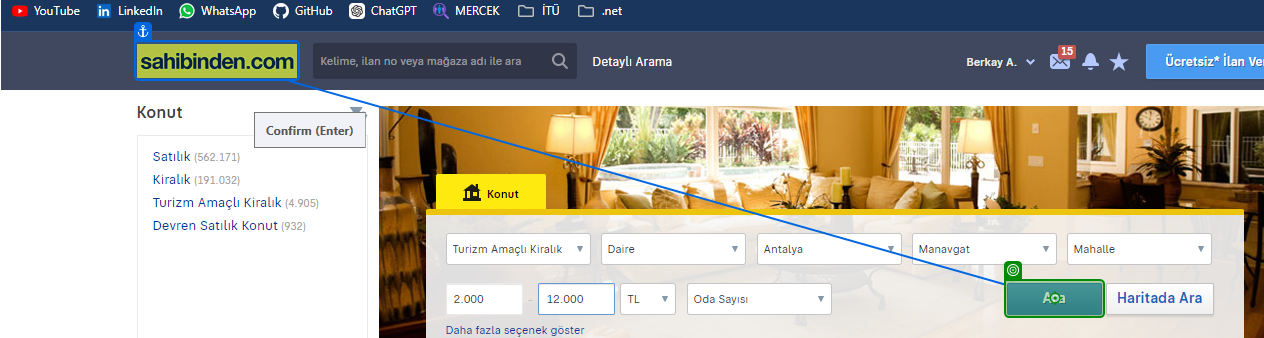 YouTube LinkedIn WhatsApp GitHub ChatGPT MERCEK İTÜ .net
sahibinden.com Kelime, ilan no veya mağaza adı ile ara Detaylı Arama Berkay A. 15 Ücretsiz* İlan Ver
Konut
Confirm (Enter)
Satılık (562.171)
Kiralık (191.032)
Turizm Amaçlı Kiralık (4.905)
Devren Satılık Konut (932)
Konut
Turizm Amaçlı Kiralık Daire Antalya Manavgat Mahalle
2.000 - 12.000 TL Oda Sayısı Ara Haritada Ara
Daha fazla seçenek göster